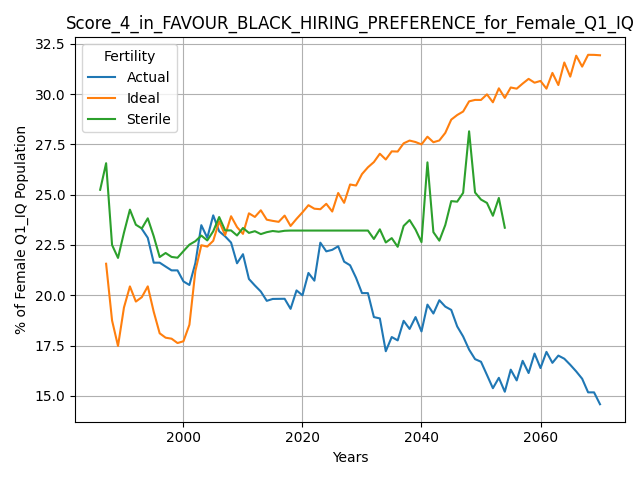 Score_4_in_FAVOUR_BLACK_HIRING_PREFERENCE_for_Female_Q1_IQ
Fertility
Actual
Ideal
Sterile
% of Female Q1_IQ Population
32.5
30.0
27.5
25.0
22.5
20.0
17.5
15.0
2000 2020 2040 2060
Years